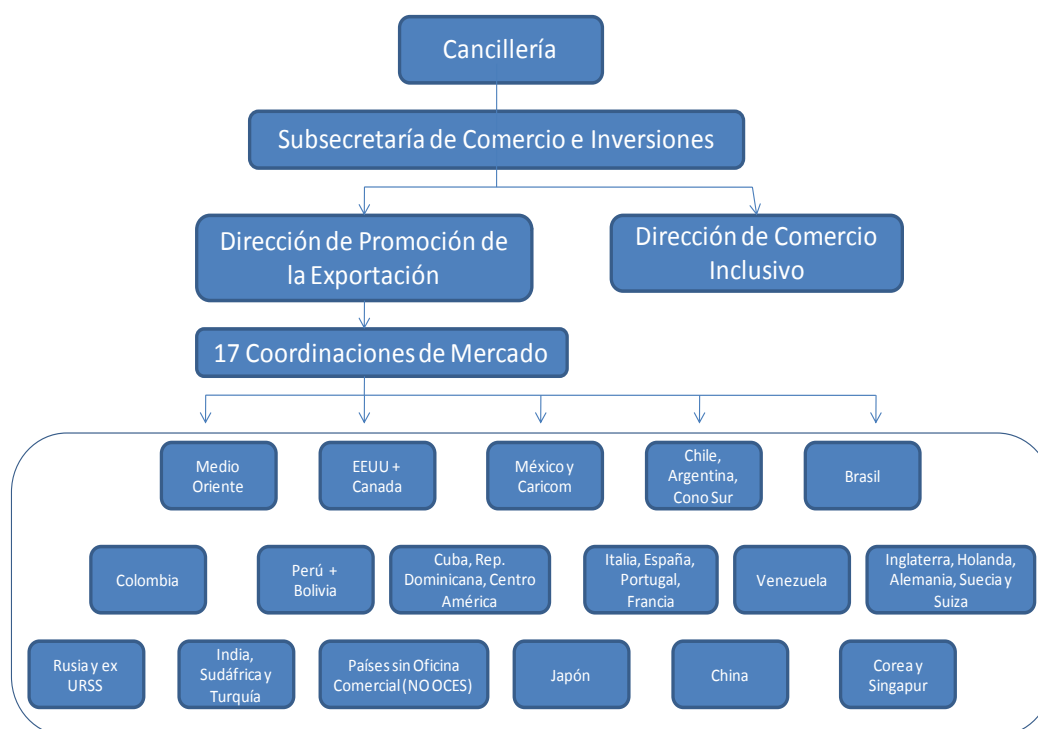 Cancillería
Subsecretaría de Comercio e Inversiones
Dirección de Promoción de
la Exportación
Dirección de Comercio
Inclusivo
17 Coordinaciones de Mercado
Medio
Oriente
EEUU +
Canada
México y
Caricom
Chile,
Argentina,
Cono Sur
Brasil
Colombia
Perú +
Bolivia
Cuba, Rep.
Dominicana, Centro
América
Italia, España,
Portugal,
Francia
Venezuela
Inglaterra, Holanda,
Alemania, Suecia y
Suiza
Rusia y ex
URSS
India,
Sudáfrica y
Turquía
Países sin Oficina
Comercial (NO OCES)
Japón
China
Corea y
Singapur